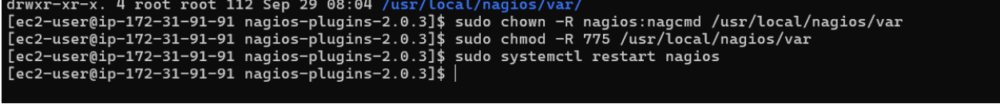 drwxr-xr-x. 4 root root 112 Sep 29 08:04 /usr/local/nagios/var/
[ec2-user@ip-172-31-91-91 nagios-plugins-2.0.3]$ sudo chown -R nagios:nagcmd /usr/local/nagios/var
[ec2-user@ip-172-31-91-91 nagios-plugins-2.0.3]$ sudo chmod -R 775 /usr/local/nagios/var
[ec2-user@ip-172-31-91-91 nagios-plugins-2.0.3]$ sudo systemctl restart nagios
[ec2-user@ip-172-31-91-91 nagios-plugins-2.0.3]$